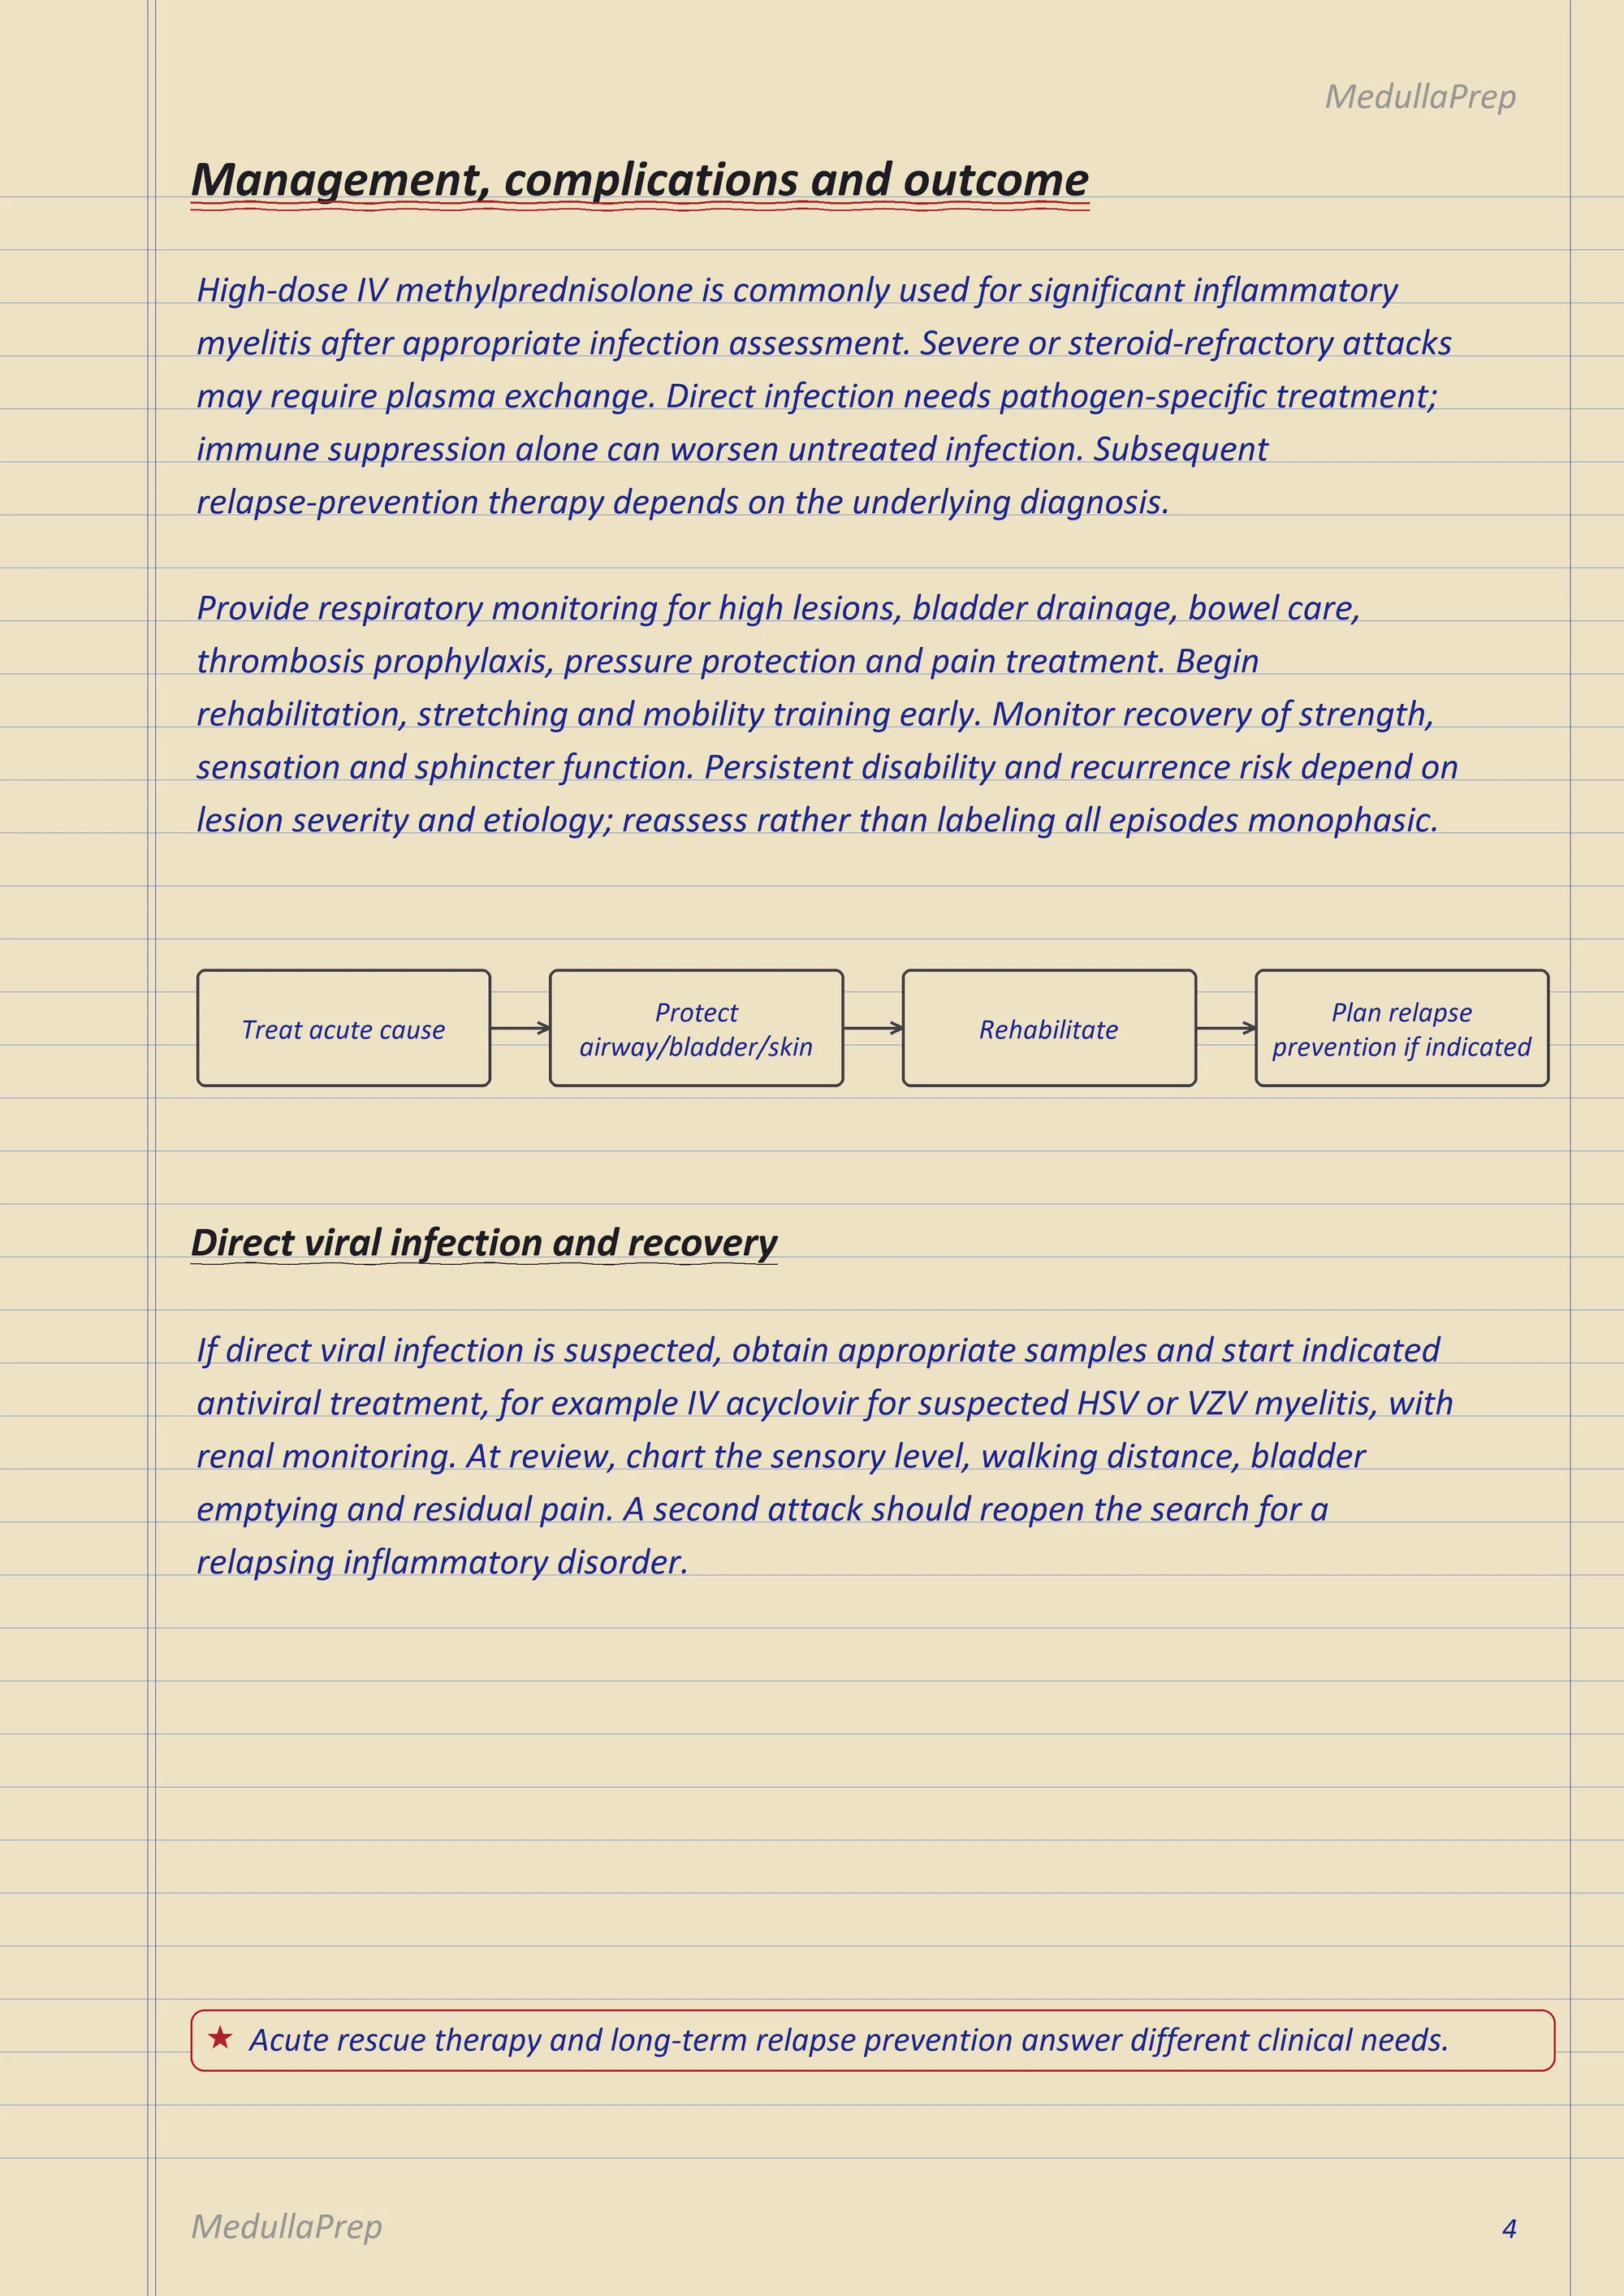 MedullaPrep
Management, complications and outcome
High-dose IV methylprednisolone is commonly used for significant inflammatory
myelitis after appropriate infection assessment. Severe or steroid-refractory attacks
may require plasma exchange. Direct infection needs pathogen-specific treatment;
immune suppression alone can worsen untreated infection. Subsequent
relapse-prevention therapy depends on the underlying diagnosis.
Provide respiratory monitoring for high lesions, bladder drainage, bowel care,
thrombosis prophylaxis, pressure protection and pain treatment. Begin
rehabilitation, stretching and mobility training early. Monitor recovery of strength,
sensation and sphincter function. Persistent disability and recurrence risk depend on
lesion severity and etiology; reassess rather than labeling all episodes monophasic.
Treat acute cause
Protect
airway/bladder/skin
Rehabilitate
Plan relapse
prevention if indicated
Direct viral infection and recovery
If direct viral infection is suspected, obtain appropriate samples and start indicated
antiviral treatment, for example IV acyclovir for suspected HSV or VZV myelitis, with
renal monitoring. At review, chart the sensory level, walking distance, bladder
emptying and residual pain. A second attack should reopen the search for a
relapsing inflammatory disorder.
★ Acute rescue therapy and long-term relapse prevention answer different clinical needs.
MedullaPrep
4